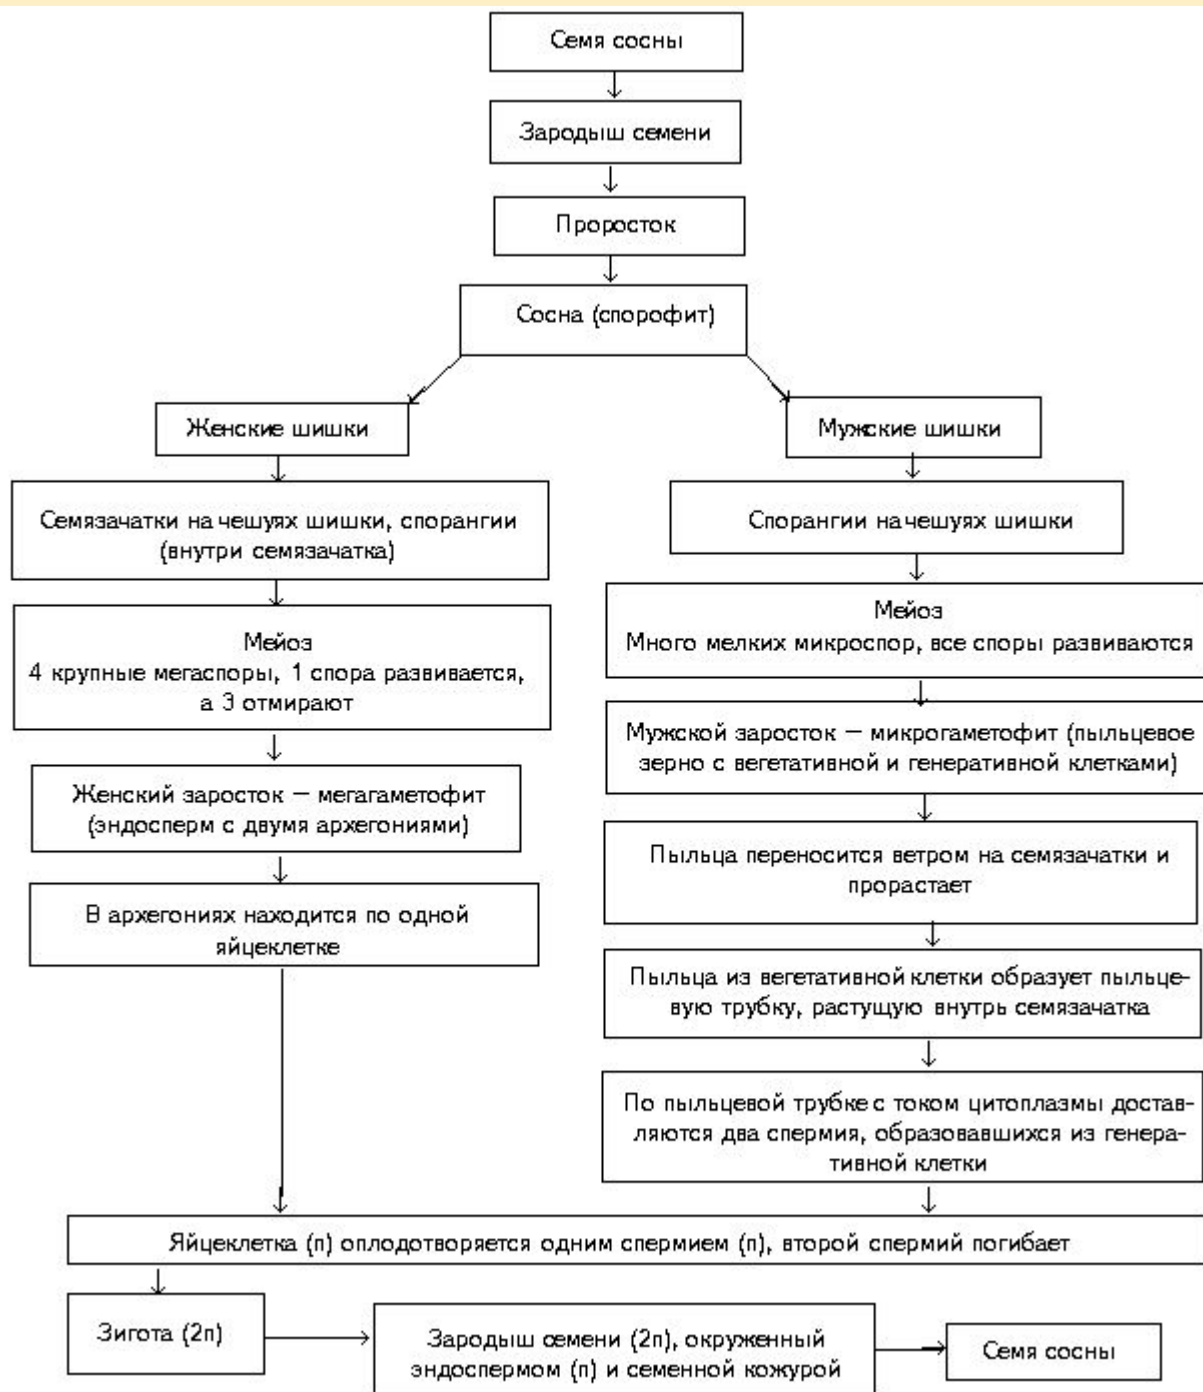 Семя сосны
Зародыш семени
Проросток
Сосна (спорофит)
Женские шишки
Мужские шишки
Семязачатки на чешуях шишки, спорангии
(внутри семязачатка)
Спорангии на чешуях шишки
Мейоз
4 крупные мегаспоры, 1 спора развивается,
а 3 отмирают
Мейоз
Много мелких микроспор, все споры развиваются
Женский заросток — мегагаметофит
(эндосперм с двумя архегониями)
Мужской заросток — микрогаметофит (пыльцевое
зерно с вегетативной и генеративной клетками)
В архегониях находится по одной
яйцеклетке
Пыльца переносится ветром на семязачатки и
прорастает
Пыльца из вегетативной клетки образует пыльце-
вую трубку, растущую внутрь семязачатка
По пыльцевой трубке с током цитоплазмы достав-
ляются два спермия, образовавшихся из генера-
тивной клетки
Яйцеклетка (n) оплодотворяется одним спермием (n), второй спермий погибает
Зигота (2n)
Зародыш семени (2n), окруженный
эндоспермом (n) и семенной кожурой
Семя сосны